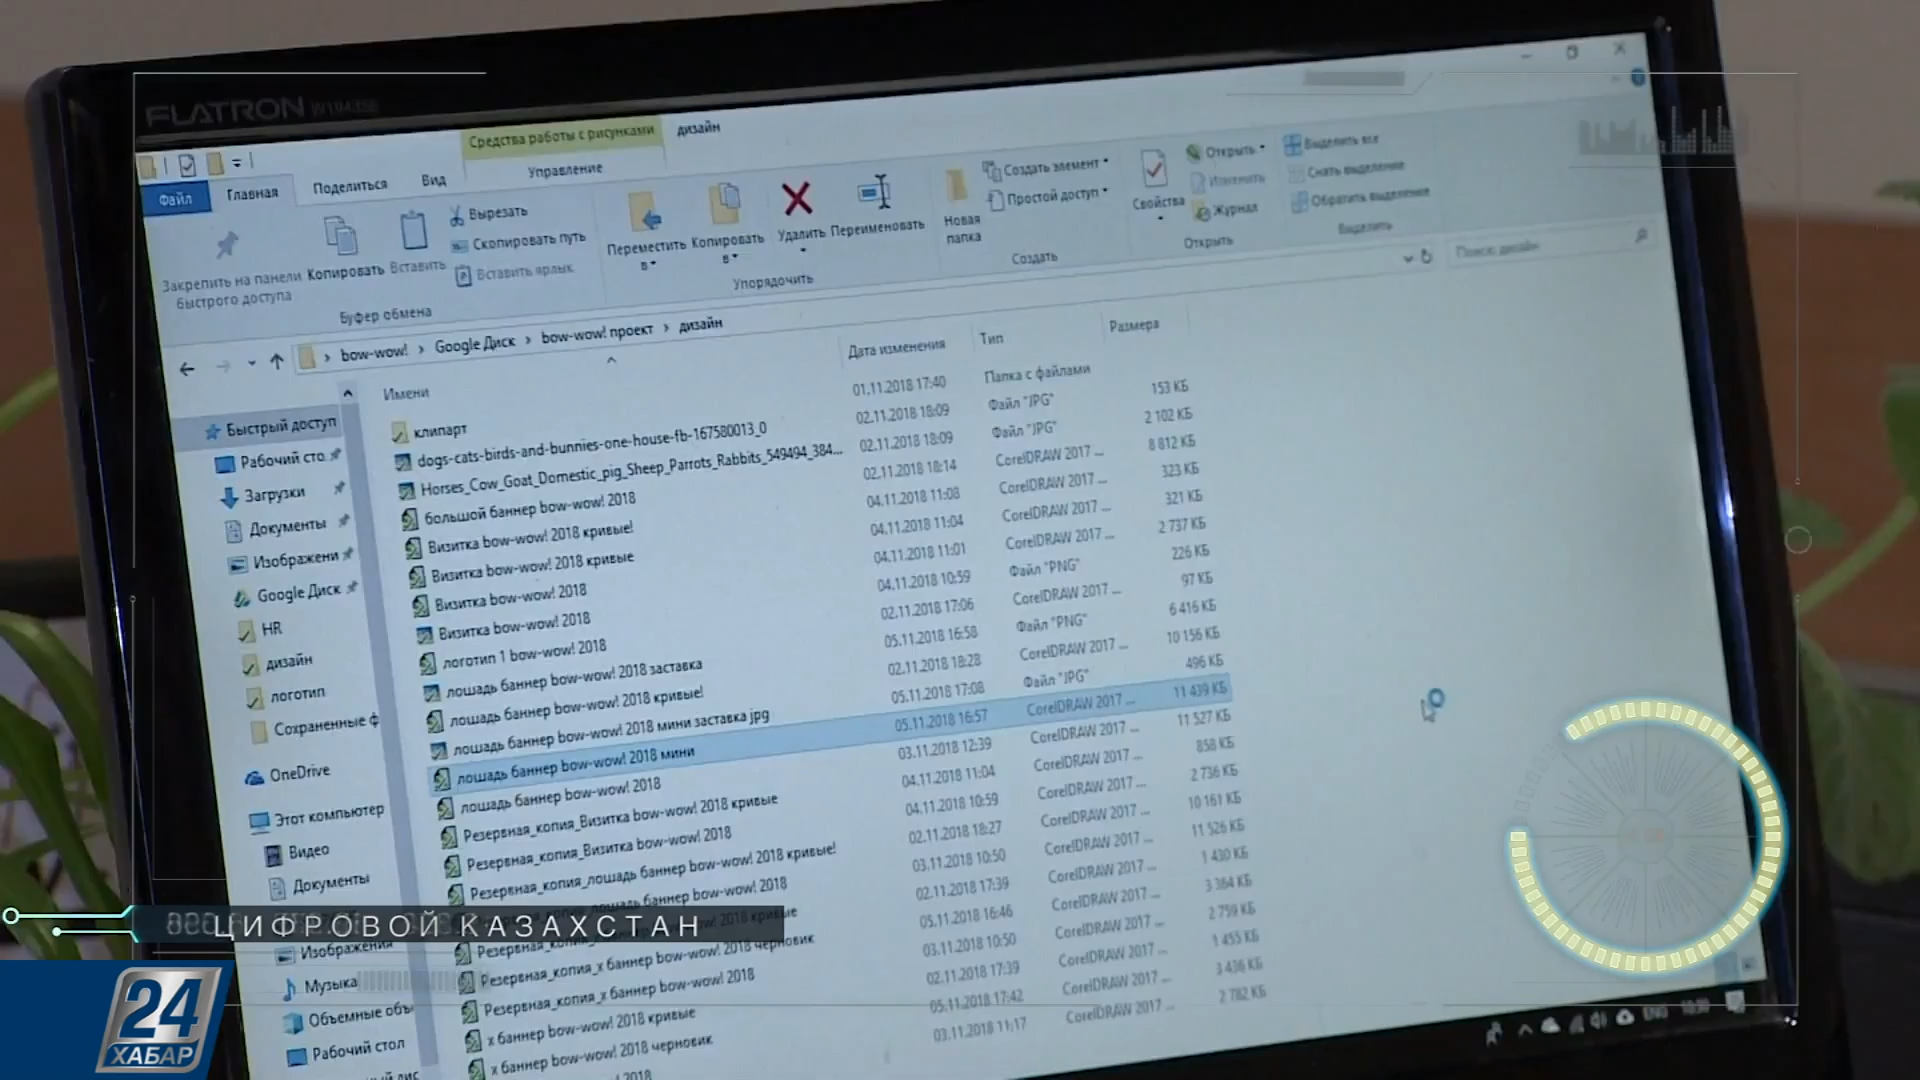 FLATRON
Средства работы с рисунками
дизайн
Файл
Главная
Поделиться
Вид
Управление
Закрепить на панели
быстрого доступа
Копировать
Вставить
Вырезать
Скопировать путь
Вставить ярлык
Буфер обмена
Переместить
в
Копировать
в
Удалить
Переименовать
Упорядочить
Новая
папка
Создать элемент
Простой доступ
Создать
Свойства
Открыть
Изменить
Журнал
Открыть
Выделить все
Снять выделение
Обратить выделение
Выделить
bow-wow! › Google Диск › bow-wow! проект › дизайн
Поиск: дизайн
Имени
Дата изменения
Тип
Размера
Быстрый доступ
Рабочий сто
Загрузки
Документы
Изображени
Google Диск
HR
дизайн
логотип
Сохраненные ф
OneDrive
Этот компьютер
Видео
Документы
Изображения
Музыка
Объемные объ
Рабочий стол
клипарт 01.11.2018 17:40 Папка с файлами
dogs-cats-birds-and-bunnies-one-house-fb-167580013_0 02.11.2018 18:09 Файл "JPG" 153 КБ
Horses_Cow_Goat_Domestic_pig_Sheep_Parrots_Rabbits_549494_384... 02.11.2018 18:09 Файл "JPG" 2 102 КБ
большой баннер bow-wow! 2018 02.11.2018 18:14 CorelDRAW 2017 ... 8 812 КБ
Визитка bow-wow! 2018 кривые! 04.11.2018 11:08 CorelDRAW 2017 ... 323 КБ
Визитка bow-wow! 2018 кривые 04.11.2018 11:04 CorelDRAW 2017 ... 321 КБ
Визитка bow-wow! 2018 04.11.2018 11:01 CorelDRAW 2017 ... 2 737 КБ
Визитка bow-wow! 2018 04.11.2018 10:59 Файл "PNG" 226 КБ
логотип 1 bow-wow! 2018 02.11.2018 17:06 CorelDRAW 2017 ... 97 КБ
лошадь баннер bow-wow! 2018 заставка 05.11.2018 16:58 Файл "PNG" 6 416 КБ
лошадь баннер bow-wow! 2018 кривые! 02.11.2018 18:28 CorelDRAW 2017 ... 10 156 КБ
лошадь баннер bow-wow! 2018 мини заставка jpg 05.11.2018 17:08 Файл "JPG" 496 КБ
лошадь баннер bow-wow! 2018 мини 05.11.2018 16:57 CorelDRAW 2017 ... 11 439 КБ
лошадь баннер bow-wow! 2018 03.11.2018 12:39 CorelDRAW 2017 ... 11 527 КБ
Резервная_копия_Визитка bow-wow! 2018 кривые 04.11.2018 11:04 CorelDRAW 2017 ... 858 КБ
Резервная_копия_Визитка bow-wow! 2018 04.11.2018 10:59 CorelDRAW 2017 ... 2 736 КБ
Резервная_копия_лошадь баннер bow-wow! 2018 кривые! 02.11.2018 18:27 CorelDRAW 2017 ... 10 161 КБ
лошадь баннер bow-wow! 2018 03.11.2018 10:50 CorelDRAW 2017 ... 11 526 КБ
кривые 02.11.2018 17:39 CorelDRAW 2017 ... 1 430 КБ
Резервная_копия_х баннер bow-wow! 2018 черновик 05.11.2018 16:46 CorelDRAW 2017 ... 3 364 КБ
Резервная_копия_х баннер bow-wow! 2018 03.11.2018 10:50 CorelDRAW 2017 ... 2 759 КБ
х баннер bow-wow! 2018 кривые 02.11.2018 17:39 CorelDRAW 2017 ... 1 455 КБ
х баннер bow-wow! 2018 черновик 05.11.2018 17:42 CorelDRAW 2017 ... 3 436 КБ
2018 03.11.2018 11:17 CorelDRAW 2017 ... 2 782 КБ
ENG
ЦИФРОВОЙ КАЗАХСТАН
24
ХАБАР